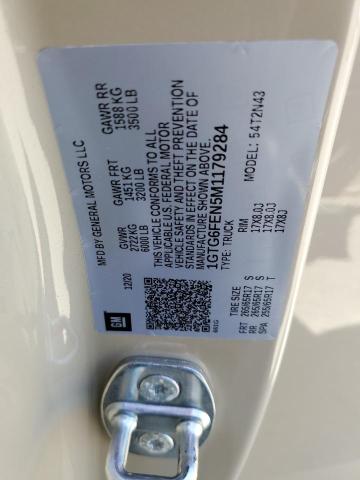 MFD BY GENERAL MOTORS LLC
12/20
GVWR
2722 KG
6001 LB
GAWR FRT
1451 KG
3200 LB
GAWR RR
1588 KG
3500 LB
THIS VEHICLE CONFORMS TO ALL
APPLICABLE U.S. FEDERAL MOTOR
VEHICLE SAFETY AND THEFT PREVENTION
STANDARDS IN EFFECT ON THE DATE OF
MANUFACTURE SHOWN ABOVE.
1GTG6FEN5M1179284
TYPE: TRUCK
MODEL: 54T2N43
TIRE SIZE
RIM
FRT 265/65R17 S 17X8.0J
RR 265/65R17 S 17X8.0J
SPA 255/65R17 T 17X8J
GM